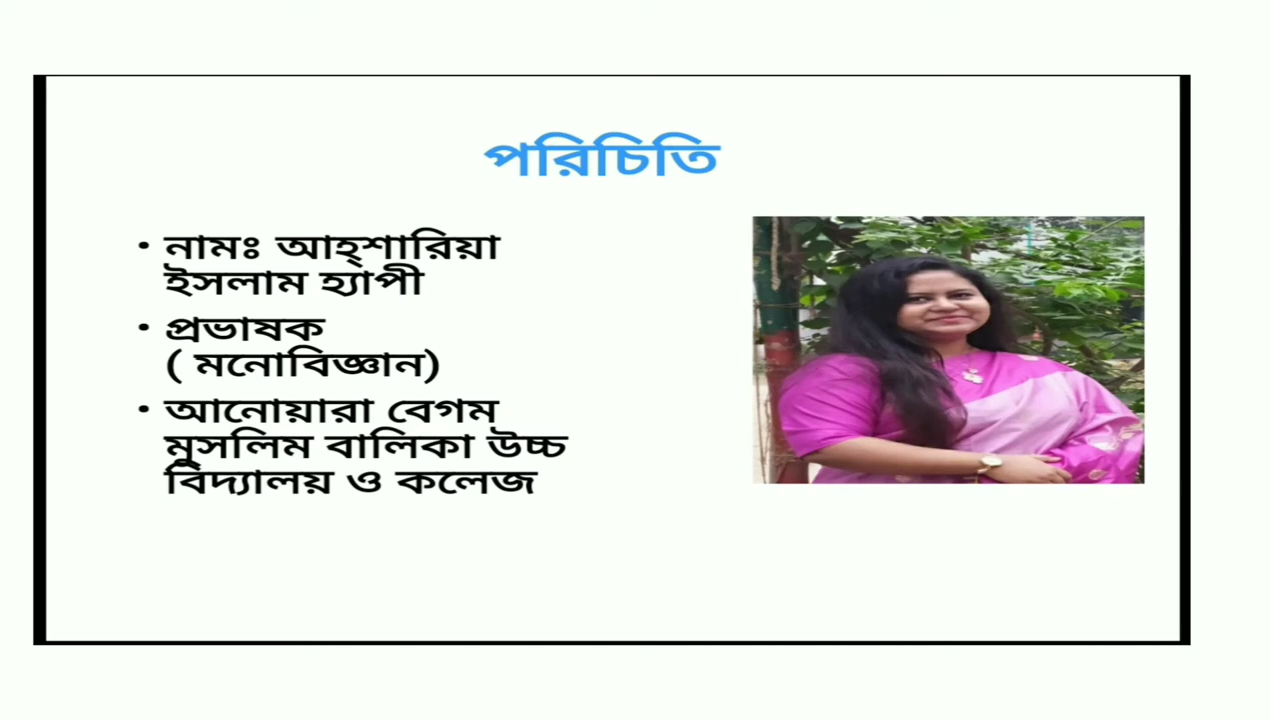 পরিচিতি
• নামঃ আহ্শারিয়া
ইসলাম হ্যাপী
• প্রভাষক
( মনোবিজ্ঞান)
• আনোয়ারা বেগম
মুসলিম বালিকা উচ্চ
বিদ্যালয় ও কলেজ